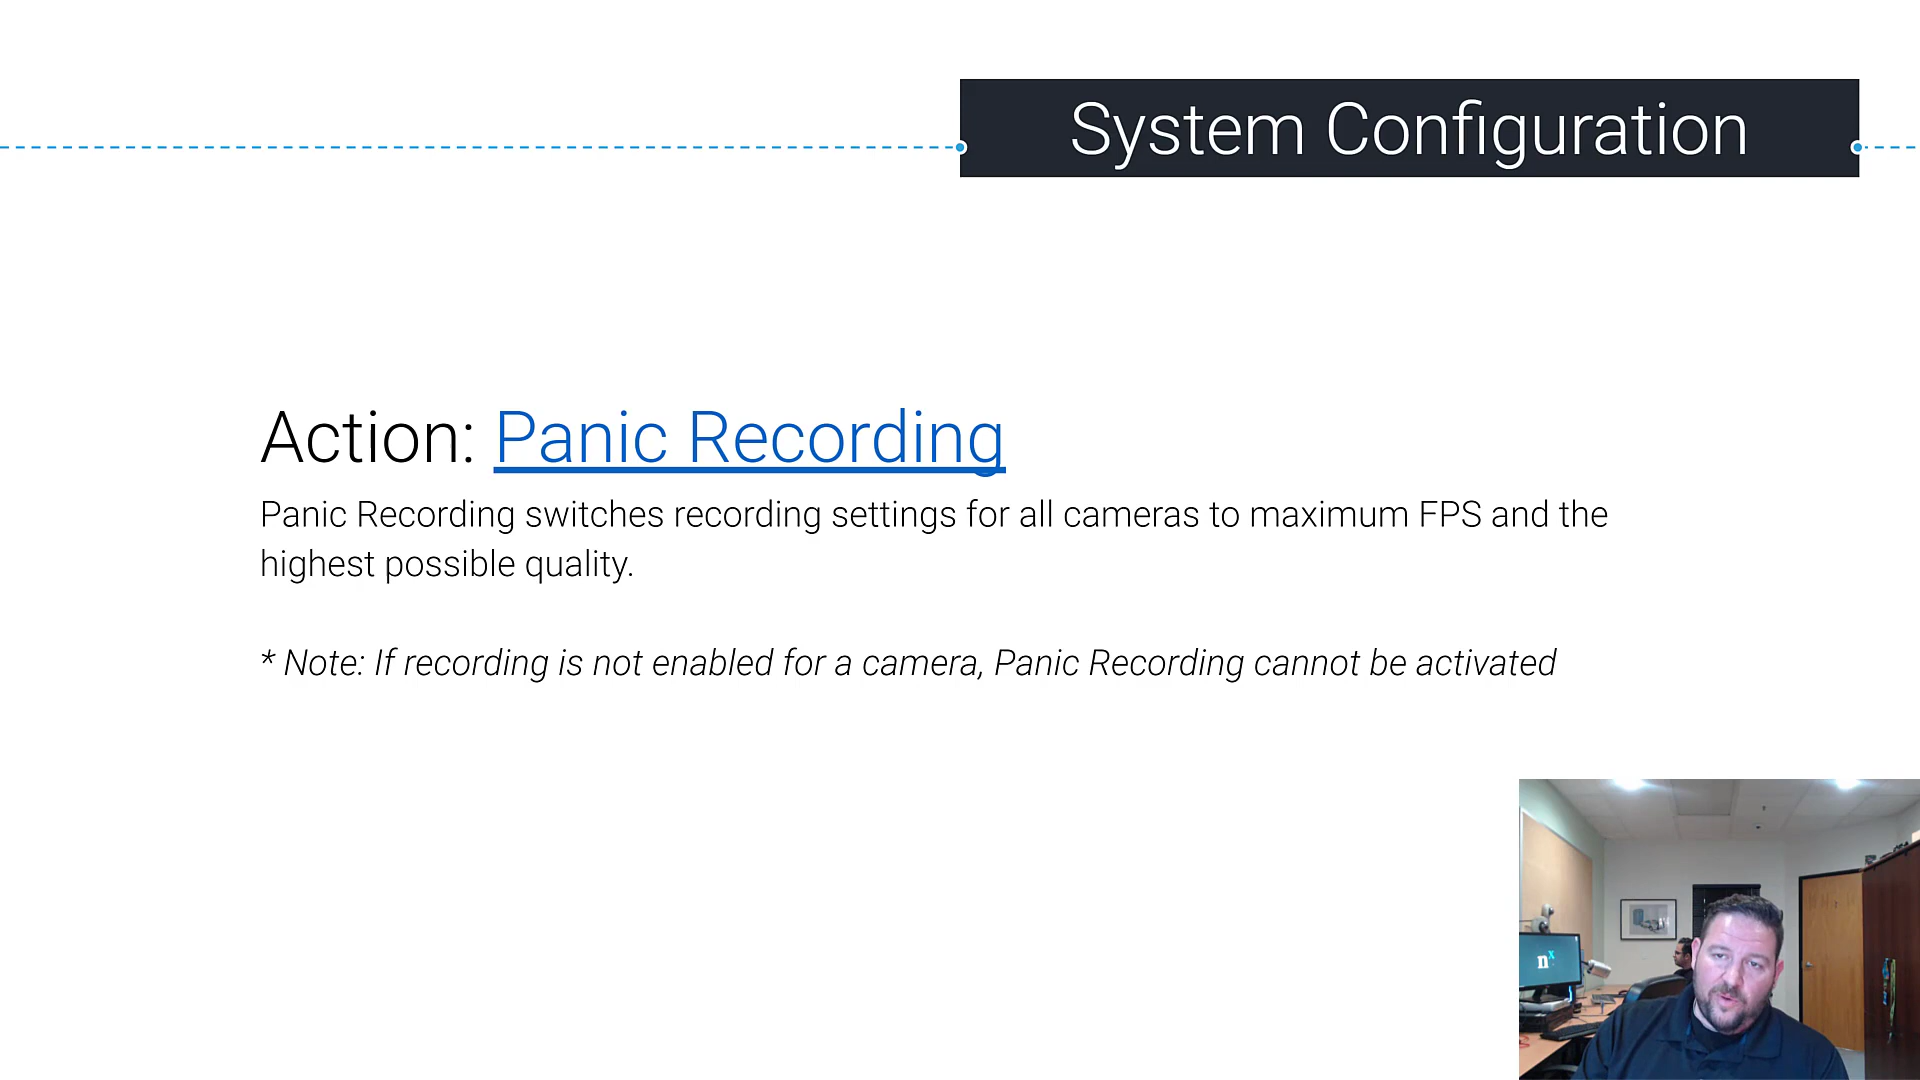 System Configuration
Action: Panic Recording
Panic Recording switches recording settings for all cameras to maximum FPS and the
highest possible quality.
* Note: If recording is not enabled for a camera, Panic Recording cannot be activated
nx